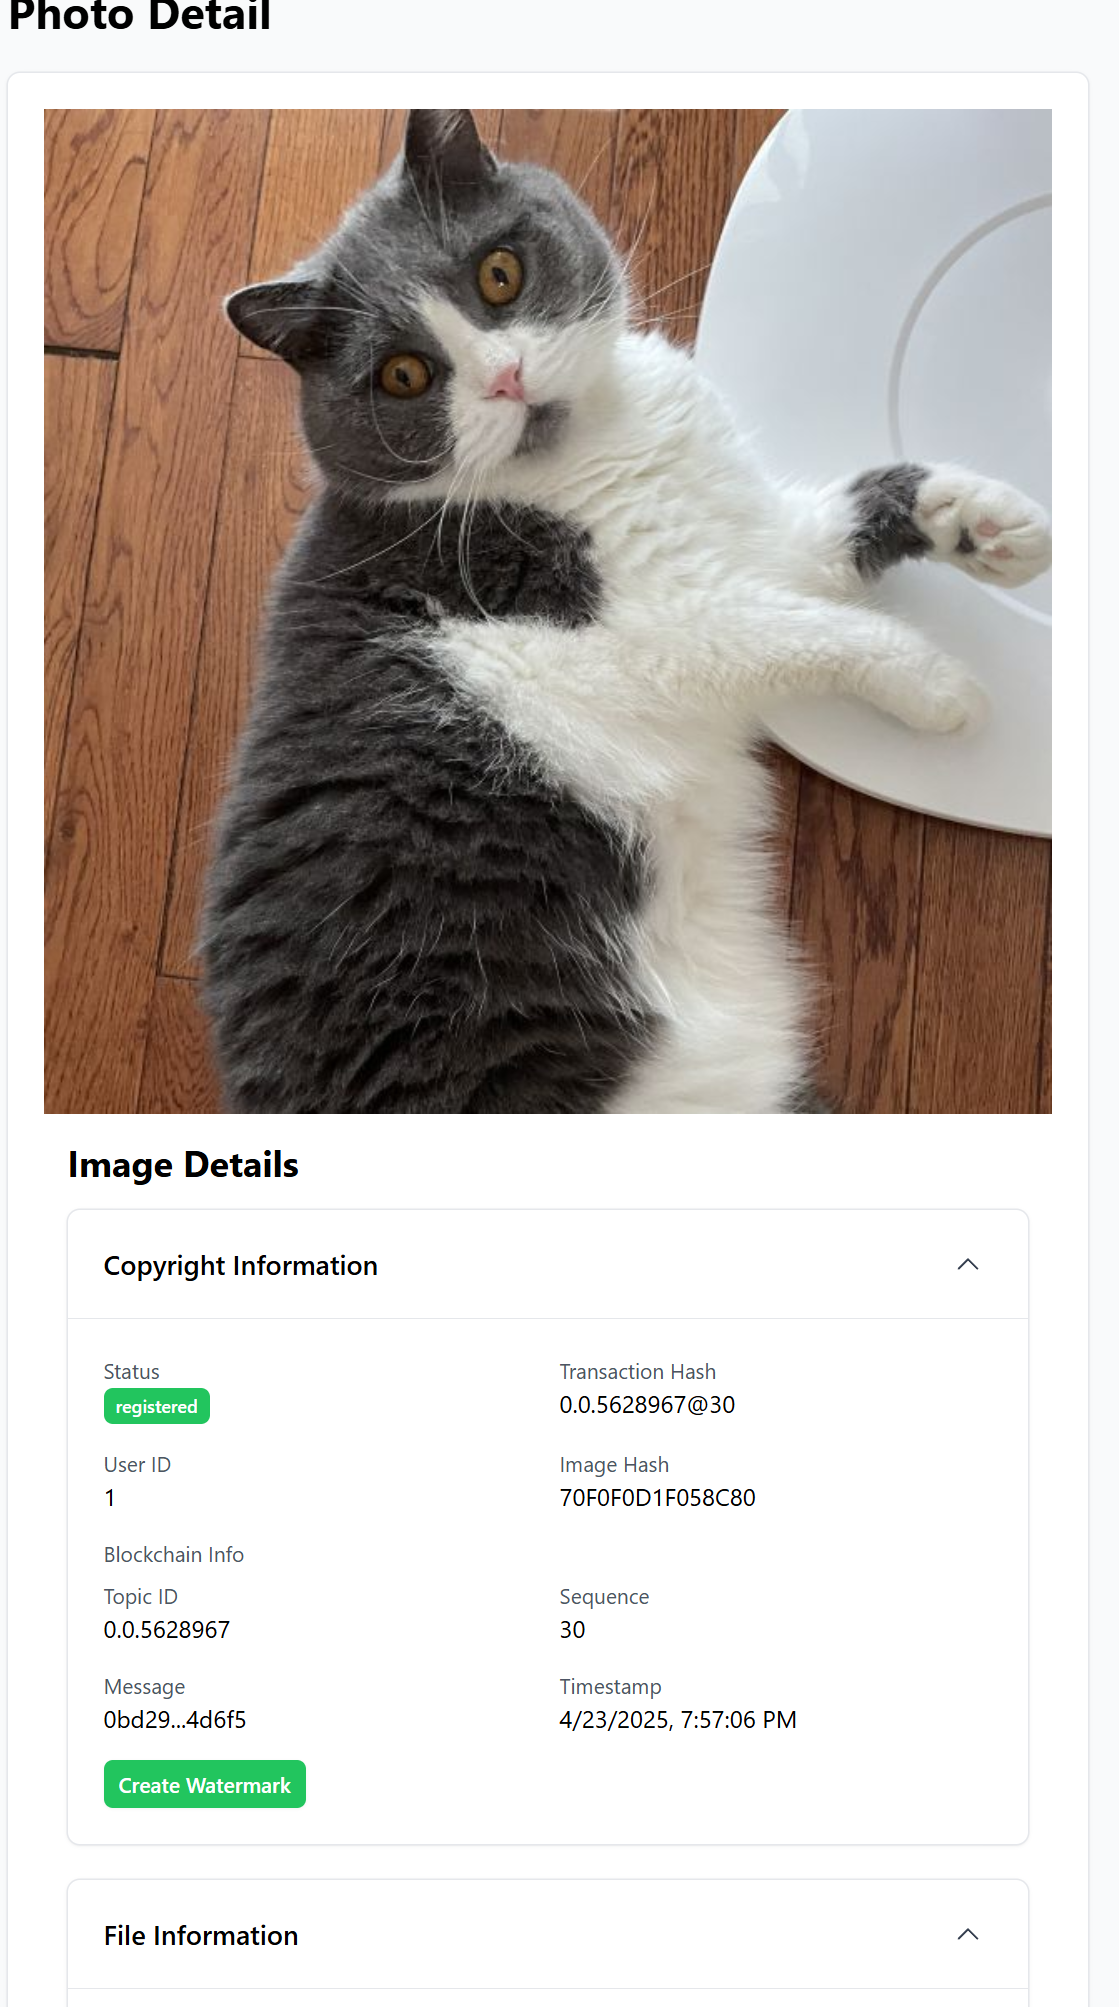 Photo Detail
Image Details
Copyright Information
Status
Transaction Hash
registered
0.0.5628967@30
User ID
Image Hash
1
70F0F0D1F058C80
Blockchain Info
Topic ID
Sequence
0.0.5628967
30
Message
Timestamp
0bd29...4d6f5
4/23/2025, 7:57:06 PM
Create Watermark
File Information